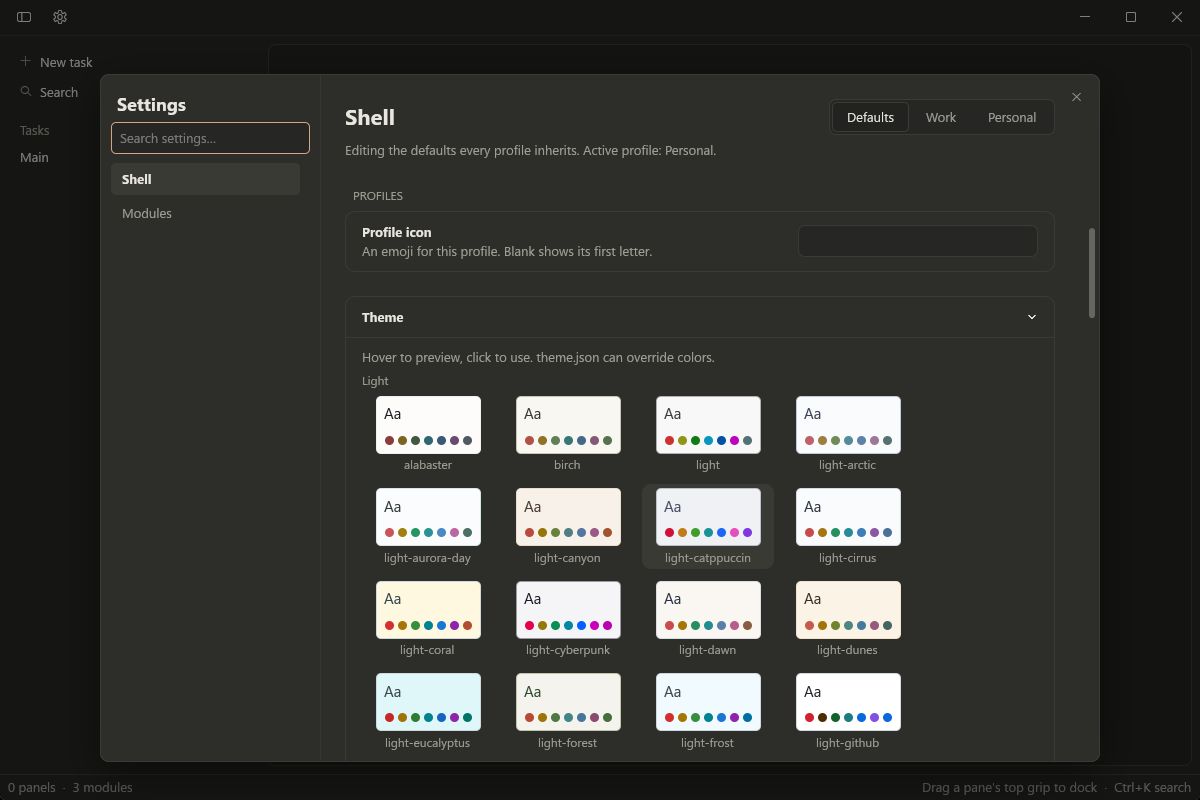 New task
Search
Tasks
Main
Settings
Search settings...
Shell
Modules
Shell
Defaults
Work
Personal
Editing the defaults every profile inherits. Active profile: Personal.
PROFILES
Profile icon
An emoji for this profile. Blank shows its first letter.
Theme
Hover to preview, click to use. theme.json can override colors.
Light
Aa Aa Aa Aa
alabaster birch light light-arctic
Aa Aa Aa Aa
light-aurora-day light-canyon light-catppuccin light-cirrus
Aa Aa Aa Aa
light-coral light-cyberpunk light-dawn light-dunes
Aa Aa Aa Aa
light-eucalyptus light-forest light-frost light-github
0 panels · 3 modules
Drag a pane's top grip to dock · Ctrl+K search